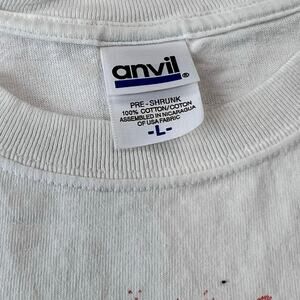 anvil®
PRE-SHRUNK
100% COTTON/COTON
ASSEMBLED IN NICARAGUA
OF USA FABRIC
-L-